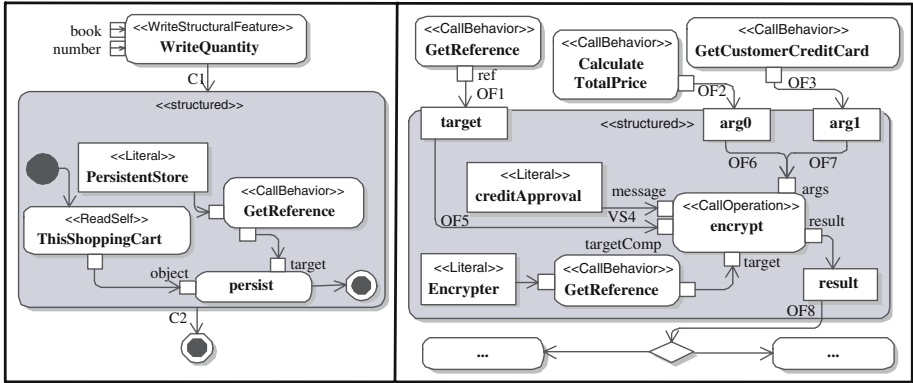 book
number
<<WriteStructuralFeature>>
WriteQuantity
C1
<<structured>>
<<Literal>>
PersistentStore
<<CallBehavior>>
GetReference
<<ReadSelf>>
ThisShoppingCart
object
target
persist
C2
<<CallBehavior>>
GetReference
ref
OF1
<<CallBehavior>>
Calculate
TotalPrice
OF2
<<CallBehavior>>
GetCustomerCreditCard
OF3
target
<<structured>>
arg0
arg1
OF6
OF7
<<Literal>>
creditApproval
message
args
VS4
OF5
<<CallOperation>>
encrypt
result
targetComp
target
<<Literal>>
Encrypter
<<CallBehavior>>
GetReference
result
OF8
...
...